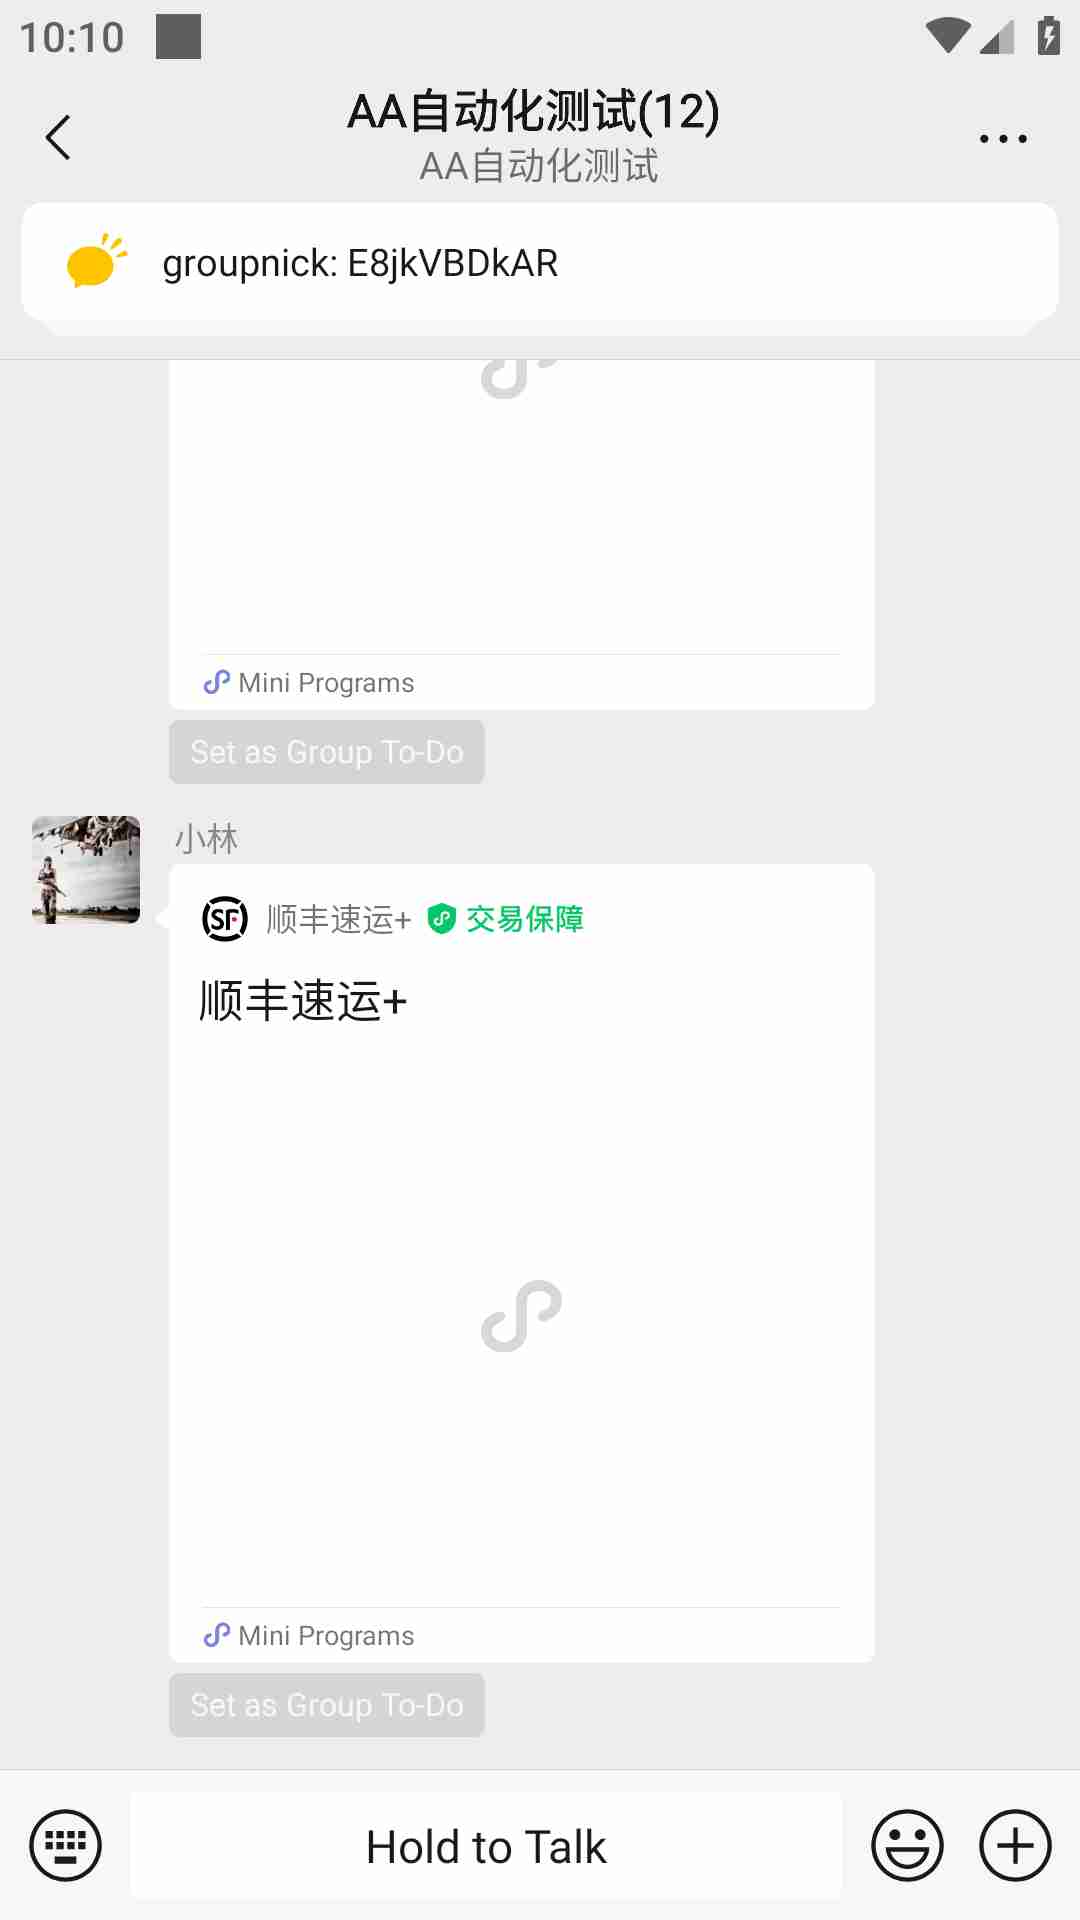 10:10
AA自动化测试(12)
AA自动化测试
groupnick: E8jkVBDkAR
Mini Programs
Set as Group To-Do
小林
SF 顺丰速运+ 交易保障
顺丰速运+
Mini Programs
Set as Group To-Do
Hold to Talk